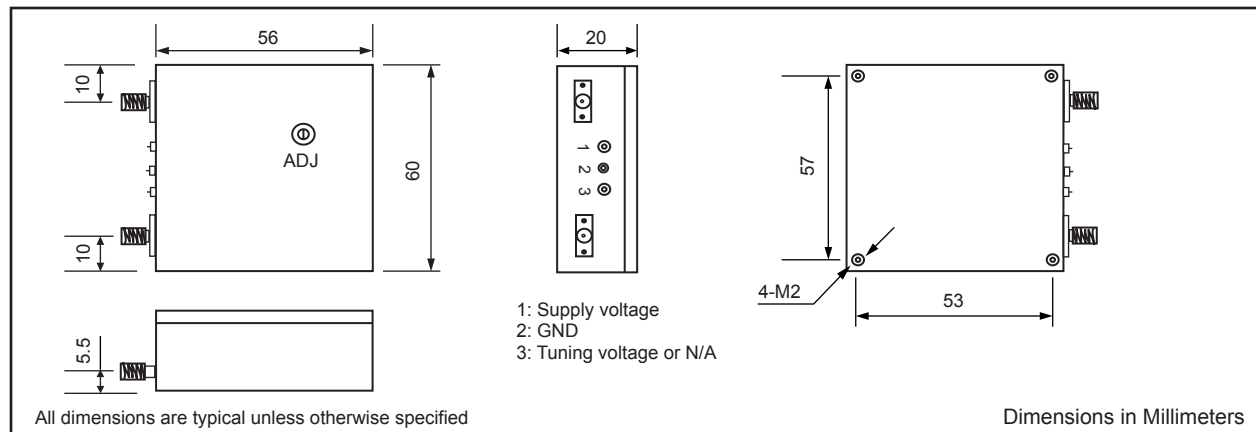 56
10
ADJ
60
10
5.5
20
1
2
3
1: Supply voltage
2: GND
3: Tuning voltage or N/A
57
4-M2
53
All dimensions are typical unless otherwise specified
Dimensions in Millimeters